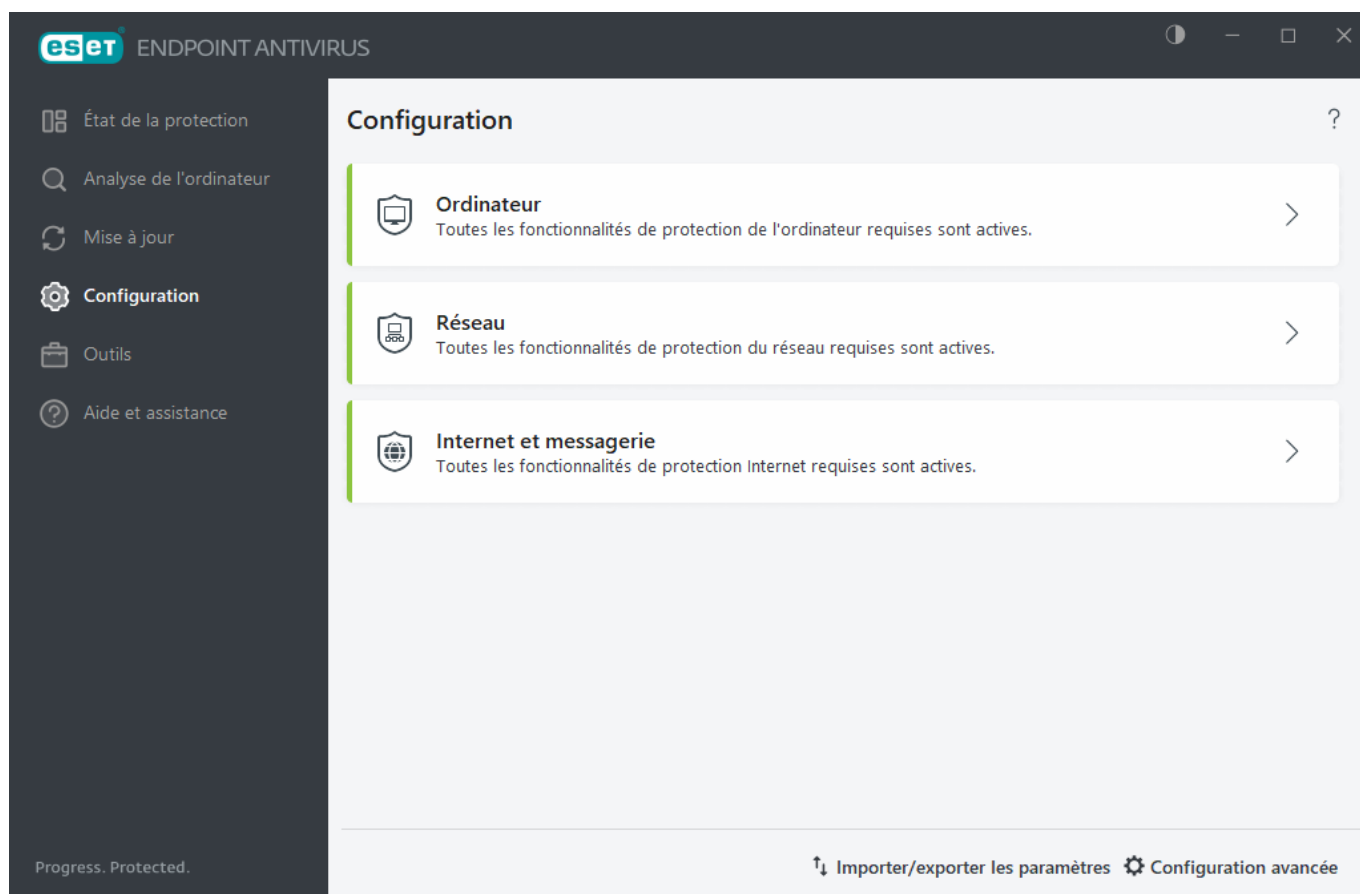 eset ENDPOINT ANTIVIRUS
État de la protection
Analyse de l'ordinateur
Mise à jour
Configuration
Outils
Aide et assistance
Progress. Protected.
Configuration
?
Ordinateur
Toutes les fonctionnalités de protection de l'ordinateur requises sont actives.
Réseau
Toutes les fonctionnalités de protection du réseau requises sont actives.
Internet et messagerie
Toutes les fonctionnalités de protection Internet requises sont actives.
Importer/exporter les paramètres Configuration avancée